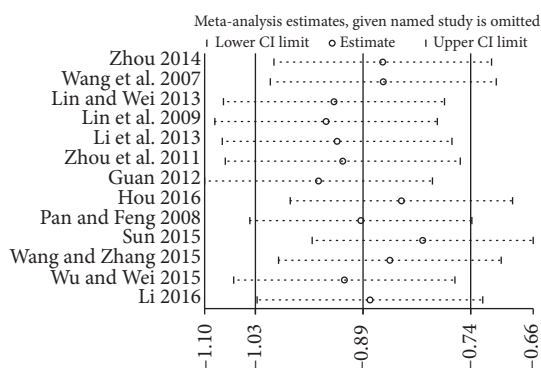 Meta-analysis estimates, given named study is omitted
Lower CI limit Estimate Upper CI limit
Zhou 2014
Wang et al. 2007
Lin and Wei 2013
Lin et al. 2009
Li et al. 2013
Zhou et al. 2011
Guan 2012
Hou 2016
Pan and Feng 2008
Sun 2015
Wang and Zhang 2015
Wu and Wei 2015
Li 2016
−1.10 −1.03 −0.89 −0.74 −0.66